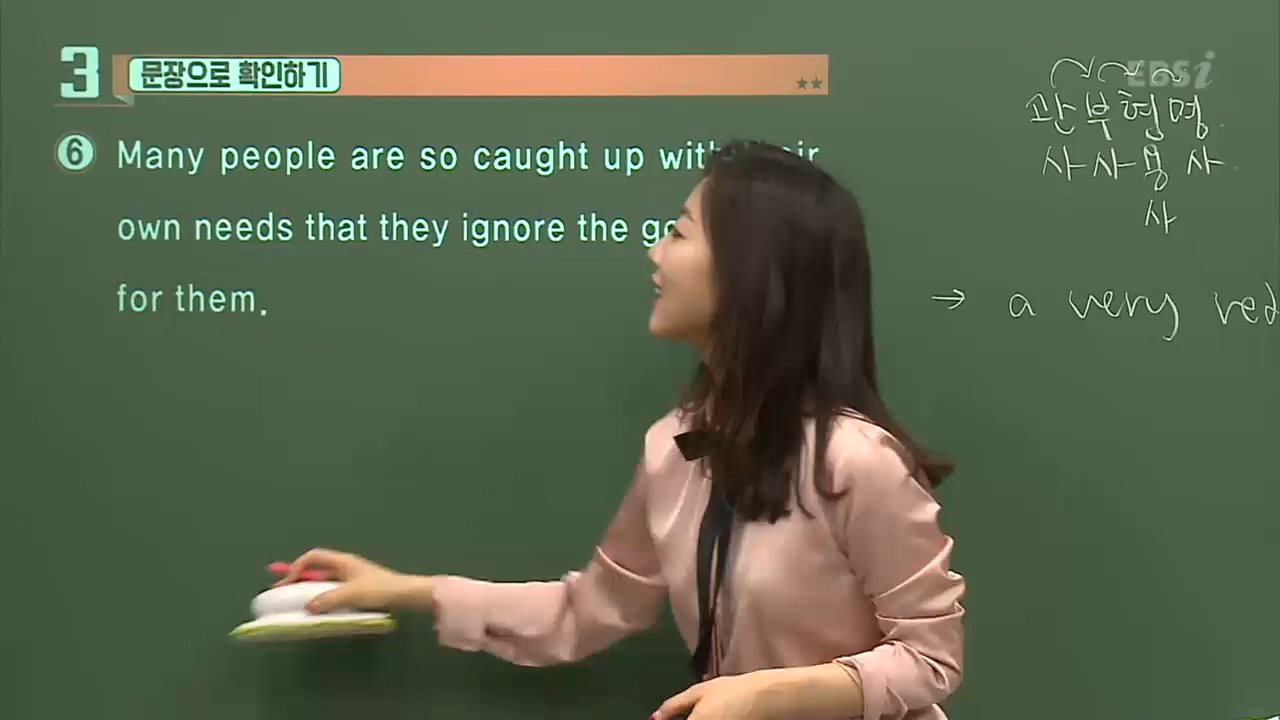 3 문장으로 확인하기
★★
EBSi
6 Many people are so caught up with
own needs that they ignore the
for them.
관 부 형 명
사 사 용 사
사
→ a very red